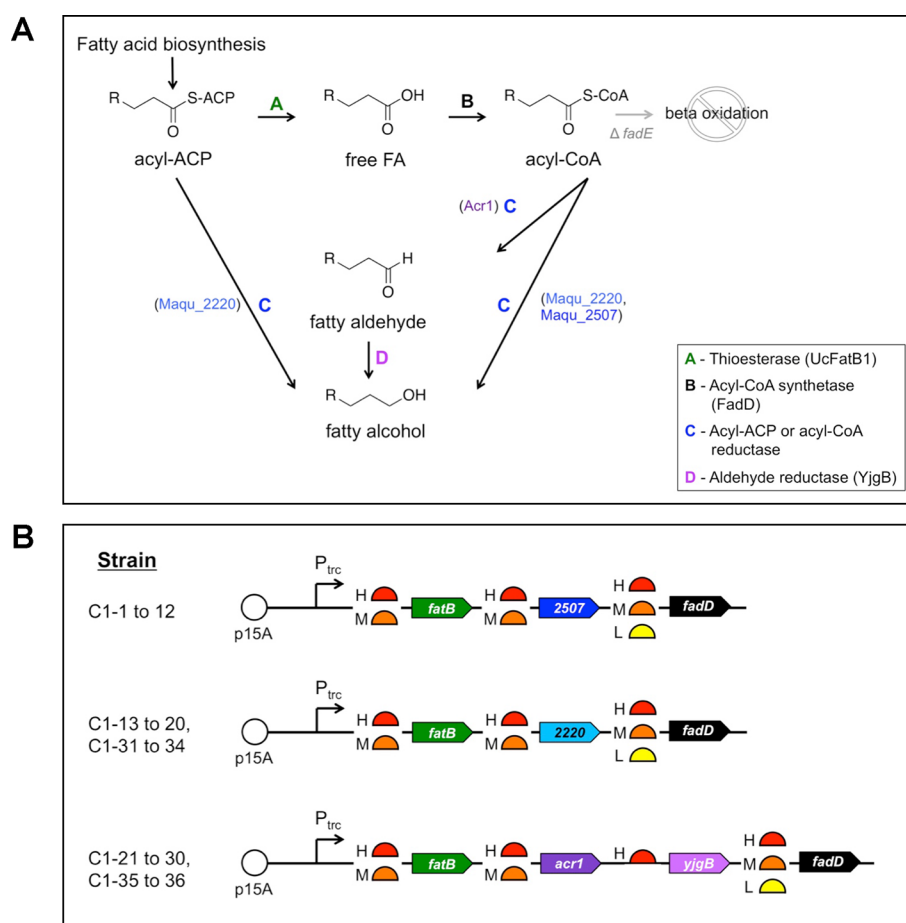 A
Fatty acid biosynthesis
R S-ACP O
A
R OH O
B
R S-CoA O
Δ fadE
beta oxidation
acyl-ACP
free FA
acyl-CoA
(Acr1) C
R H O
(Maqu_2220) C
C (Maqu_2220,
Maqu_2507)
fatty aldehyde
D
R OH
fatty alcohol
A - Thioesterase (UcFatB1)
B - Acyl-CoA synthetase
(FadD)
C - Acyl-ACP or acyl-CoA
reductase
D - Aldehyde reductase (YjgB)
B
Strain
C1-1 to 12
p15A
Ptrc
H
M
fatB
H
M
2507
H
M
L
fadD
C1-13 to 20,
C1-31 to 34
p15A
Ptrc
H
M
fatB
H
M
2220
H
M
L
fadD
C1-21 to 30,
C1-35 to 36
p15A
Ptrc
H
M
fatB
H
M
acr1
H
yjgB
H
M
L
fadD